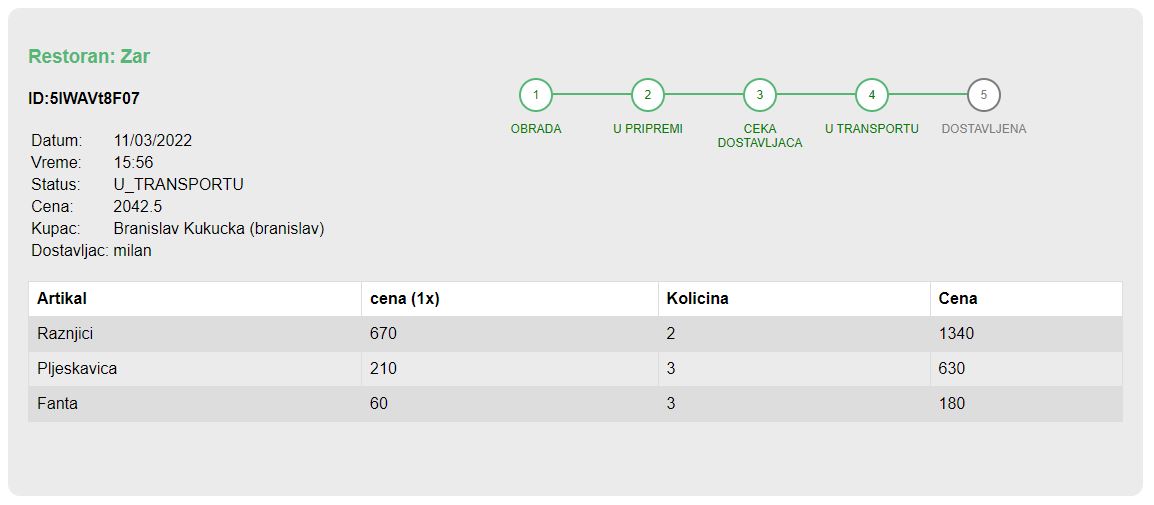 Restoran: Zar
ID:5lWAVt8F07
Datum: 11/03/2022
Vreme: 15:56
Status: U_TRANSPORTU
Cena: 2042.5
Kupac: Branislav Kukucka (branislav)
Dostavljac: milan
1 2 3 4 5
OBRADA U PRIPREMI CEKA DOSTAVLJACA U TRANSPORTU DOSTAVLJENA
Artikal cena (1x) Kolicina Cena
Raznjici 670 2 1340
Pljeskavica 210 3 630
Fanta 60 3 180